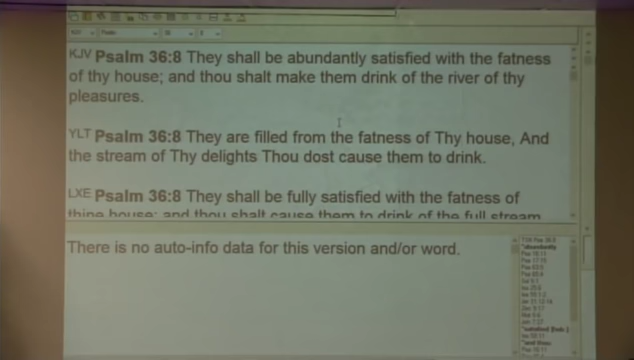 KJV Psalm 36:8 They shall be abundantly satisfied with the fatness
of thy house; and thou shalt make them drink of the river of thy
pleasures.
YLT Psalm 36:8 They are filled from the fatness of Thy house, And
the stream of Thy delights Thou dost cause them to drink.
LXE Psalm 36:8 They shall be fully satisfied with the fatness of
thine house; and thou shalt cause them to drink of the full stream
There is no auto-info data for this version and/or word.
"abundantly